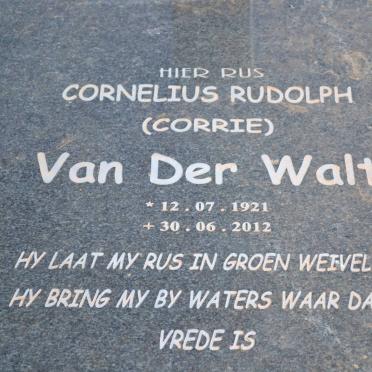 HIER RUS
CORNELIUS RUDOLPH
(CORRIE)
Van Der Walt
* 12 . 07 . 1921
+ 30 . 06 . 2012
HY LAAT MY RUS IN GROEN WEIVEL
HY BRING MY BY WATERS WAAR DA
VREDE IS